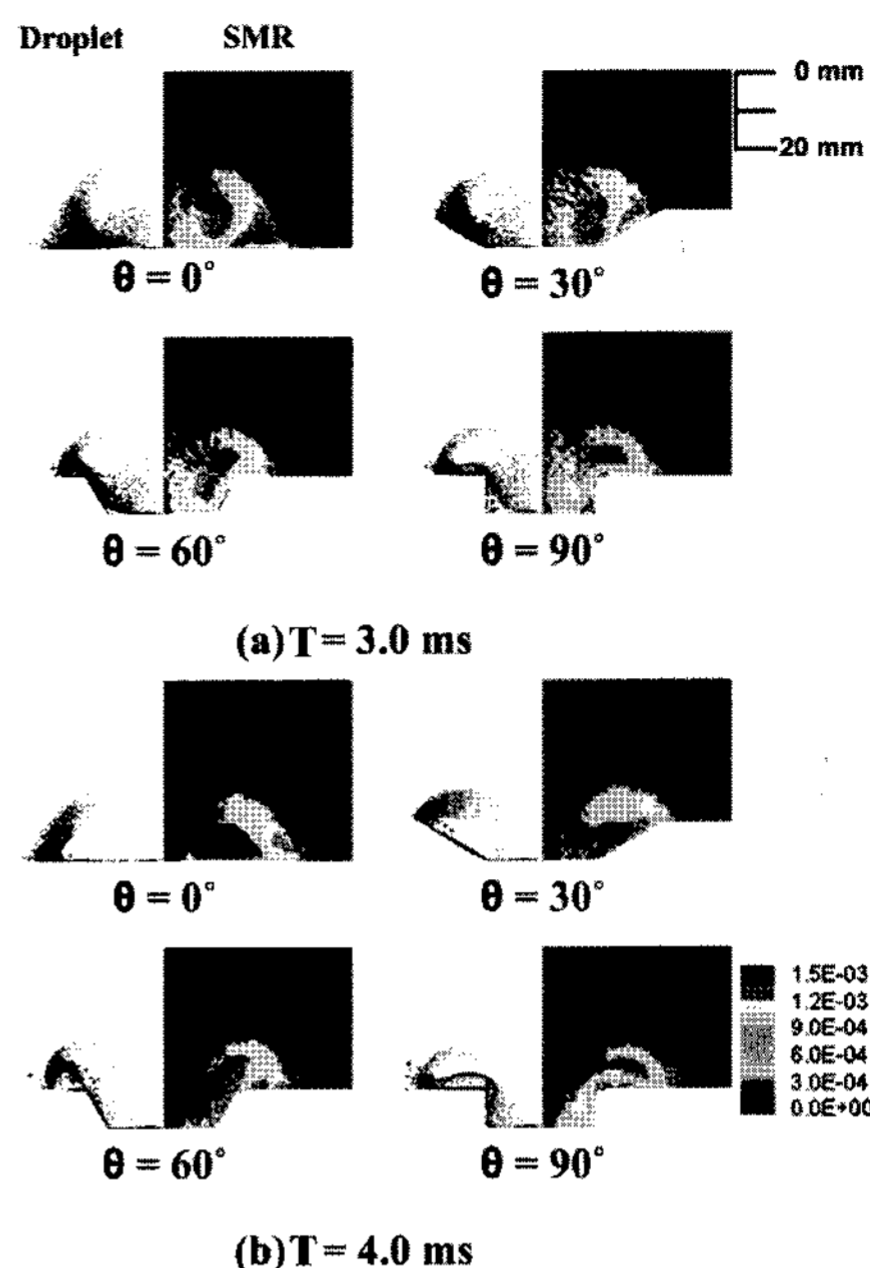 Droplet SMR
0 mm
20 mm
θ = 0° θ = 30°
θ = 60° θ = 90°
(a) T = 3.0 ms
θ = 0° θ = 30°
1.5E-03
1.2E-03
9.0E-04
6.0E-04
3.0E-04
0.0E+00
θ = 60° θ = 90°
(b) T = 4.0 ms